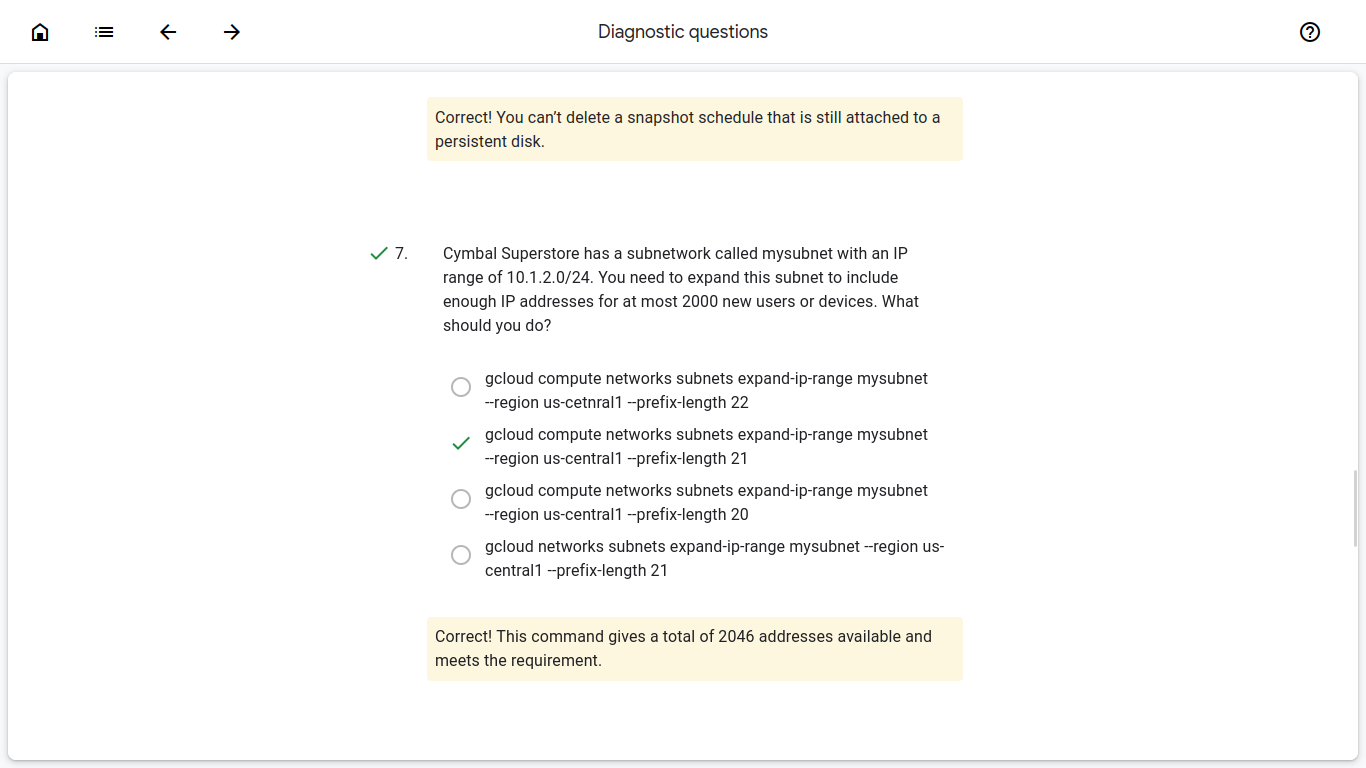 Diagnostic questions
Correct! You can’t delete a snapshot schedule that is still attached to a
persistent disk.
7.
Cymbal Superstore has a subnetwork called mysubnet with an IP
range of 10.1.2.0/24. You need to expand this subnet to include
enough IP addresses for at most 2000 new users or devices. What
should you do?
gcloud compute networks subnets expand-ip-range mysubnet
--region us-cetnral1 --prefix-length 22
gcloud compute networks subnets expand-ip-range mysubnet
--region us-central1 --prefix-length 21
gcloud compute networks subnets expand-ip-range mysubnet
--region us-central1 --prefix-length 20
gcloud networks subnets expand-ip-range mysubnet --region us-
central1 --prefix-length 21
Correct! This command gives a total of 2046 addresses available and
meets the requirement.